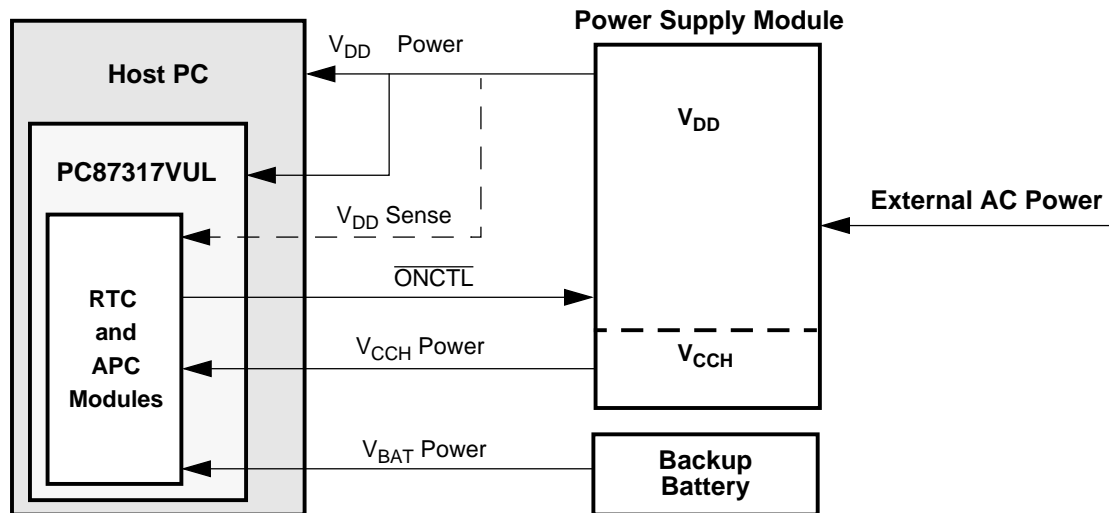 Power Supply Module
V_DD Power
Host PC
V_DD
PC87317VUL
External AC Power
V_DD Sense
ONCTL
RTC
and
APC
Modules
V_CCH Power
V_CCH
V_BAT Power
Backup
Battery